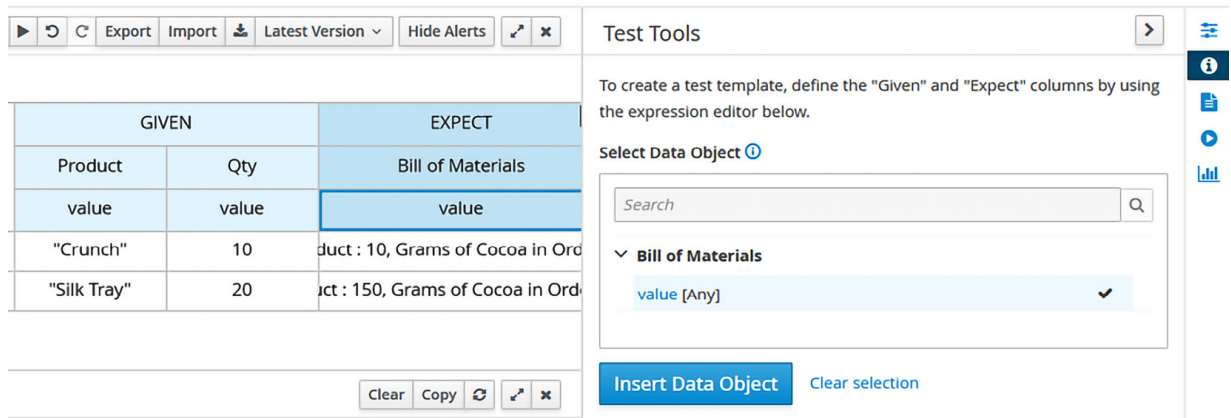 Export Import Latest Version Hide Alerts
GIVEN EXPECT
Product Qty Bill of Materials
value value value
"Crunch" 10 duct : 10, Grams of Cocoa in Ord
"Silk Tray" 20 uct : 150, Grams of Cocoa in Ord
Clear Copy
Test Tools
To create a test template, define the "Given" and "Expect" columns by using
the expression editor below.
Select Data Object
Search
Bill of Materials
value [Any]
Insert Data Object Clear selection